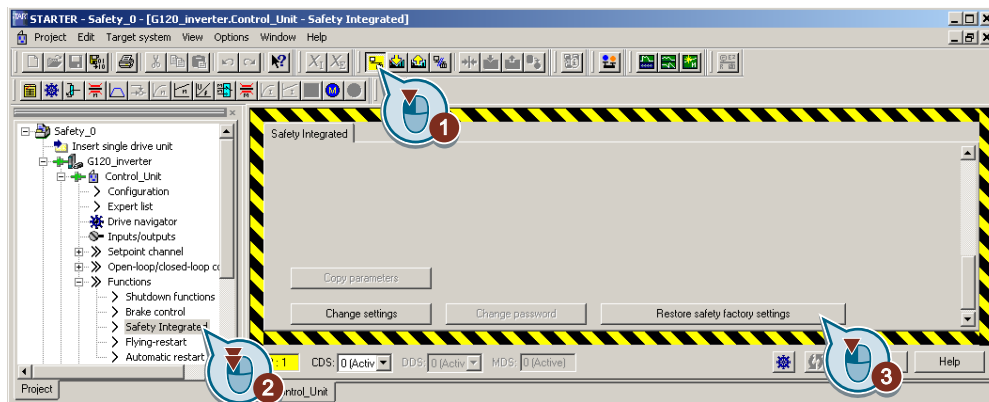 STARTER - Safety_0 - [G120_inverter.Control_Unit - Safety Integrated]
Project Edit Target system View Options Window Help
1
Safety_0
Insert single drive unit
G120_inverter
Control_Unit
Configuration
Expert list
Drive navigator
Inputs/outputs
Setpoint channel
Open-loop/closed-loop co
Functions
Shutdown functions
Brake control
Safety Integrated
Flying-restart
Automatic restart
2
Project
Safety Integrated
Copy parameters
Change settings
Change password
Restore safety factory settings
3
: 1 CDS: 0 (Activ DDS: 0 (Activ MDS: 0 (Active)
Help
ntrol_Unit